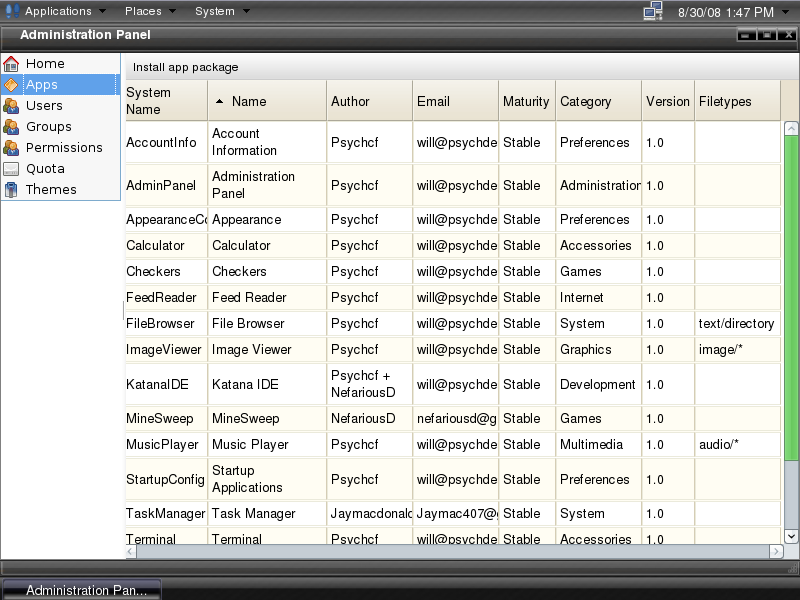 Applications Places System 8/30/08 1:47 PM
Administration Panel
Home
Apps
Users
Groups
Permissions
Quota
Themes
Install app package
System Name Name Author Email Maturity Category Version Filetypes
AccountInfo Account Information Psychcf will@psychde Stable Preferences 1.0
AdminPanel Administration Panel Psychcf will@psychde Stable Administration 1.0
AppearanceCo Appearance Psychcf will@psychde Stable Preferences 1.0
Calculator Calculator Psychcf will@psychde Stable Accessories 1.0
Checkers Checkers Psychcf will@psychde Stable Games 1.0
FeedReader Feed Reader Psychcf will@psychde Stable Internet 1.0
FileBrowser File Browser Psychcf will@psychde Stable System 1.0 text/directory
ImageViewer Image Viewer Psychcf will@psychde Stable Graphics 1.0 image/*
KatanaIDE Katana IDE Psychcf + NefariousD will@psychde Stable Development 1.0
MineSweep MineSweep NefariousD nefariousd@g Stable Games 1.0
MusicPlayer Music Player Psychcf will@psychde Stable Multimedia 1.0 audio/*
StartupConfig Startup Applications Psychcf will@psychde Stable Preferences 1.0
TaskManager Task Manager Jaymacdonald Jaymac407@g Stable System 1.0
Terminal Terminal Psychcf will@psychde Stable Accessories 1.0
Administration Pan...